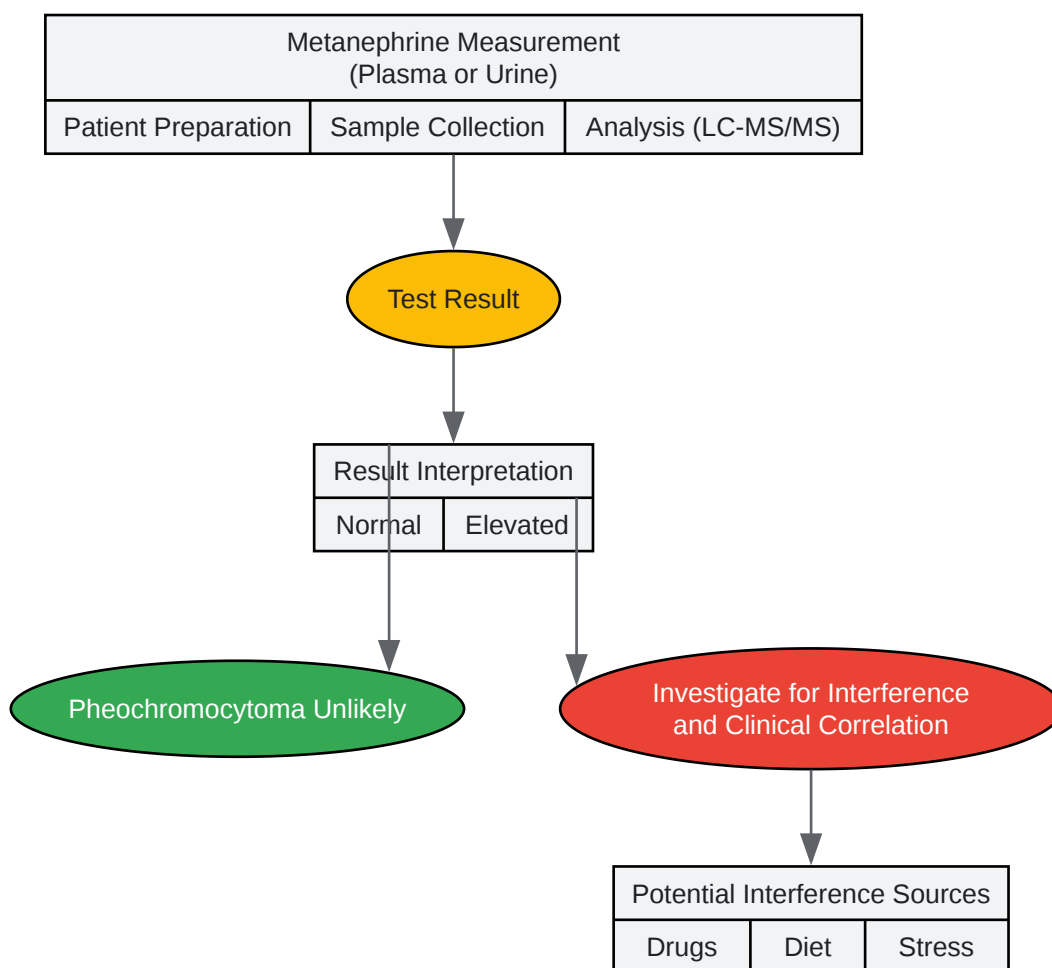 Metanephrine Measurement
(Plasma or Urine)
Patient Preparation
Sample Collection
Analysis (LC-MS/MS)
Test Result
Result Interpretation
Normal
Elevated
Pheochromocytoma Unlikely
Investigate for Interference
and Clinical Correlation
Potential Interference Sources
Drugs
Diet
Stress